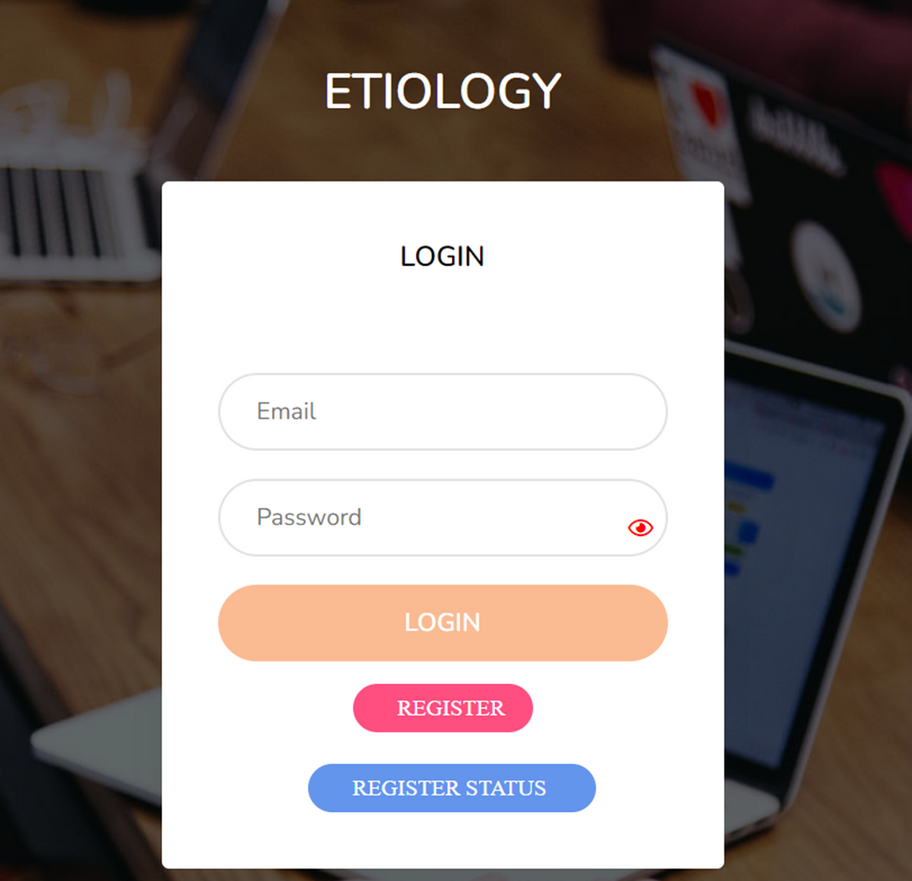 ETIOLOGY
LOGIN
Email
Password
LOGIN
REGISTER
REGISTER STATUS